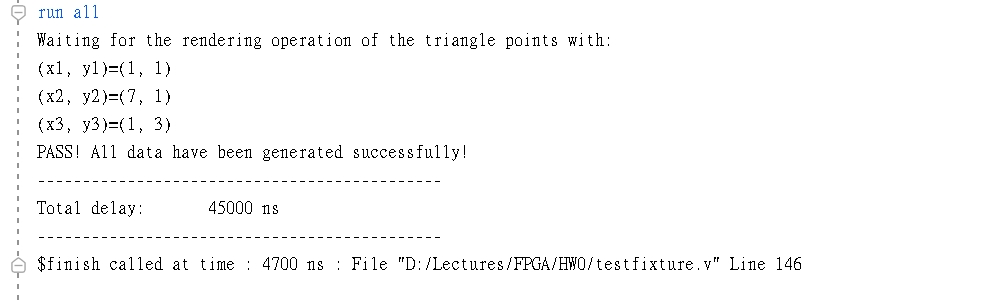 run all
Waiting for the rendering operation of the triangle points with:
(x1, y1)=(1, 1)
(x2, y2)=(7, 1)
(x3, y3)=(1, 3)
PASS! All data have been generated successfully!
---------------------------------------------
Total delay:       45000 ns
---------------------------------------------
$finish called at time : 4700 ns : File "D:/Lectures/FPGA/HW0/testfixture.v" Line 146